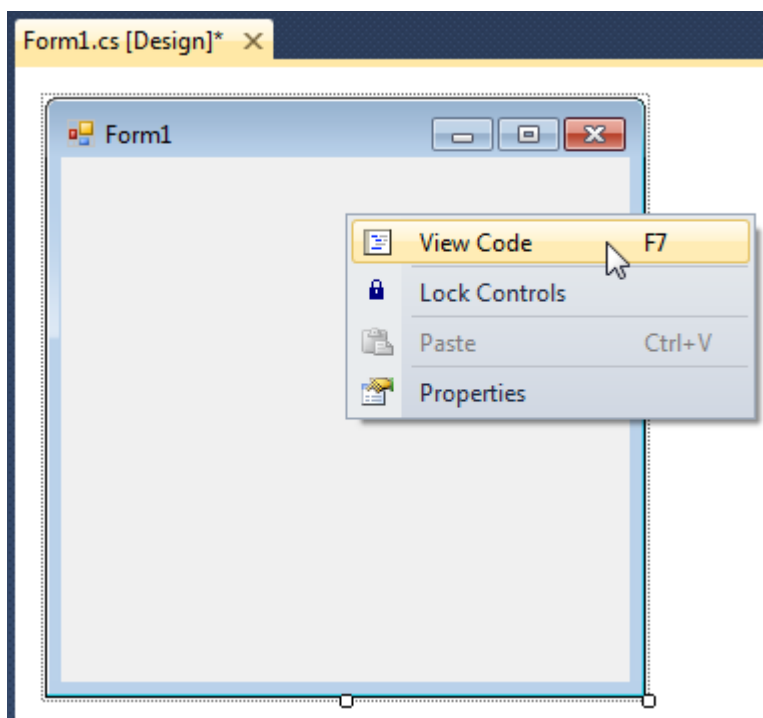 Form1.cs [Design]*
Form1
View Code F7
Lock Controls
Paste Ctrl+V
Properties